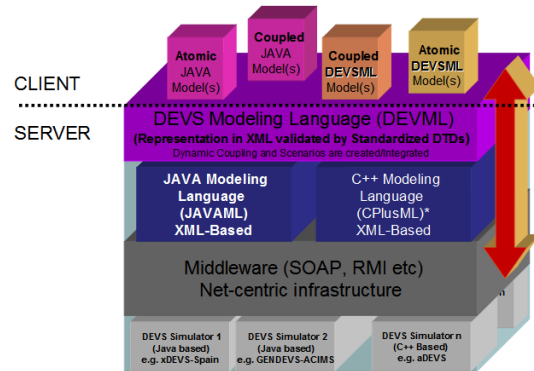 Atomic
JAVA
Model(s)
Coupled
JAVA
Model(s)
Coupled
DEVSML
Model(s)
Atomic
DEVSML
Model(s)
CLIENT
SERVER
DEVS Modeling Language (DEVML)
(Representation in XML validated by Standardized DTDs)
Dynamic Coupling and Scenarios are created/Integrated
JAVA Modeling
Language
(JAVAML)
XML-Based
C++ Modeling
Language
(CPlusML)*
XML-Based
Middleware (SOAP, RMI etc)
Net-centric infrastructure
DEVS Simulator 1
(Java based)
e.g. xDEVS-Spain
DEVS Simulator 2
(Java based)
e.g. GENDEVS-ACIMS
DEVS Simulator n
(C++ Based)
e.g. aDEVS